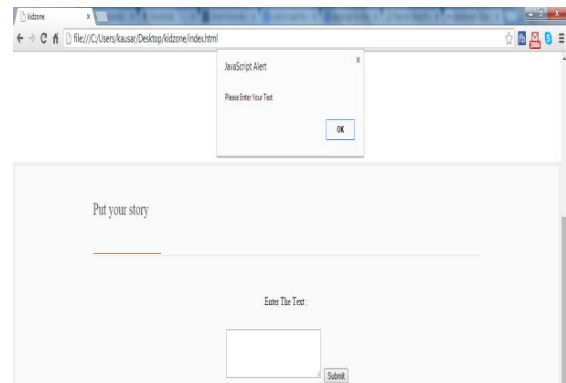 kidzone
file:///C:/Users/kausar/Desktop/kidzone/index.html
JavaScript Alert
Please Enter Your Text
OK
Put your story
Enter The Text :
Submit